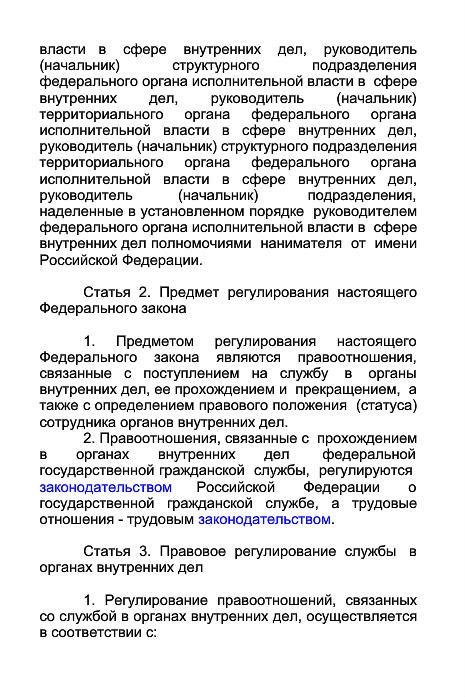 власти в сфере внутренних дел, руководитель
(начальник) структурного подразделения
федерального органа исполнительной власти в сфере
внутренних дел, руководитель (начальник)
территориального органа федерального органа
исполнительной власти в сфере внутренних дел,
руководитель (начальник) структурного подразделения
территориального органа федерального органа
исполнительной власти в сфере внутренних дел,
руководитель (начальник) подразделения,
наделенные в установленном порядке руководителем
федерального органа исполнительной власти в сфере
внутренних дел полномочиями нанимателя от имени
Российской Федерации.
Статья 2. Предмет регулирования настоящего
Федерального закона
1. Предметом регулирования настоящего
Федерального закона являются правоотношения,
связанные с поступлением на службу в органы
внутренних дел, ее прохождением и прекращением, а
также с определением правового положения (статуса)
сотрудника органов внутренних дел.
2. Правоотношения, связанные с прохождением
в органах внутренних дел федеральной
государственной гражданской службы, регулируются
законодательством Российской Федерации о
государственной гражданской службе, а трудовые
отношения - трудовым законодательством.
Статья 3. Правовое регулирование службы в
органах внутренних дел
1. Регулирование правоотношений, связанных
со службой в органах внутренних дел, осуществляется
в соответствии с: